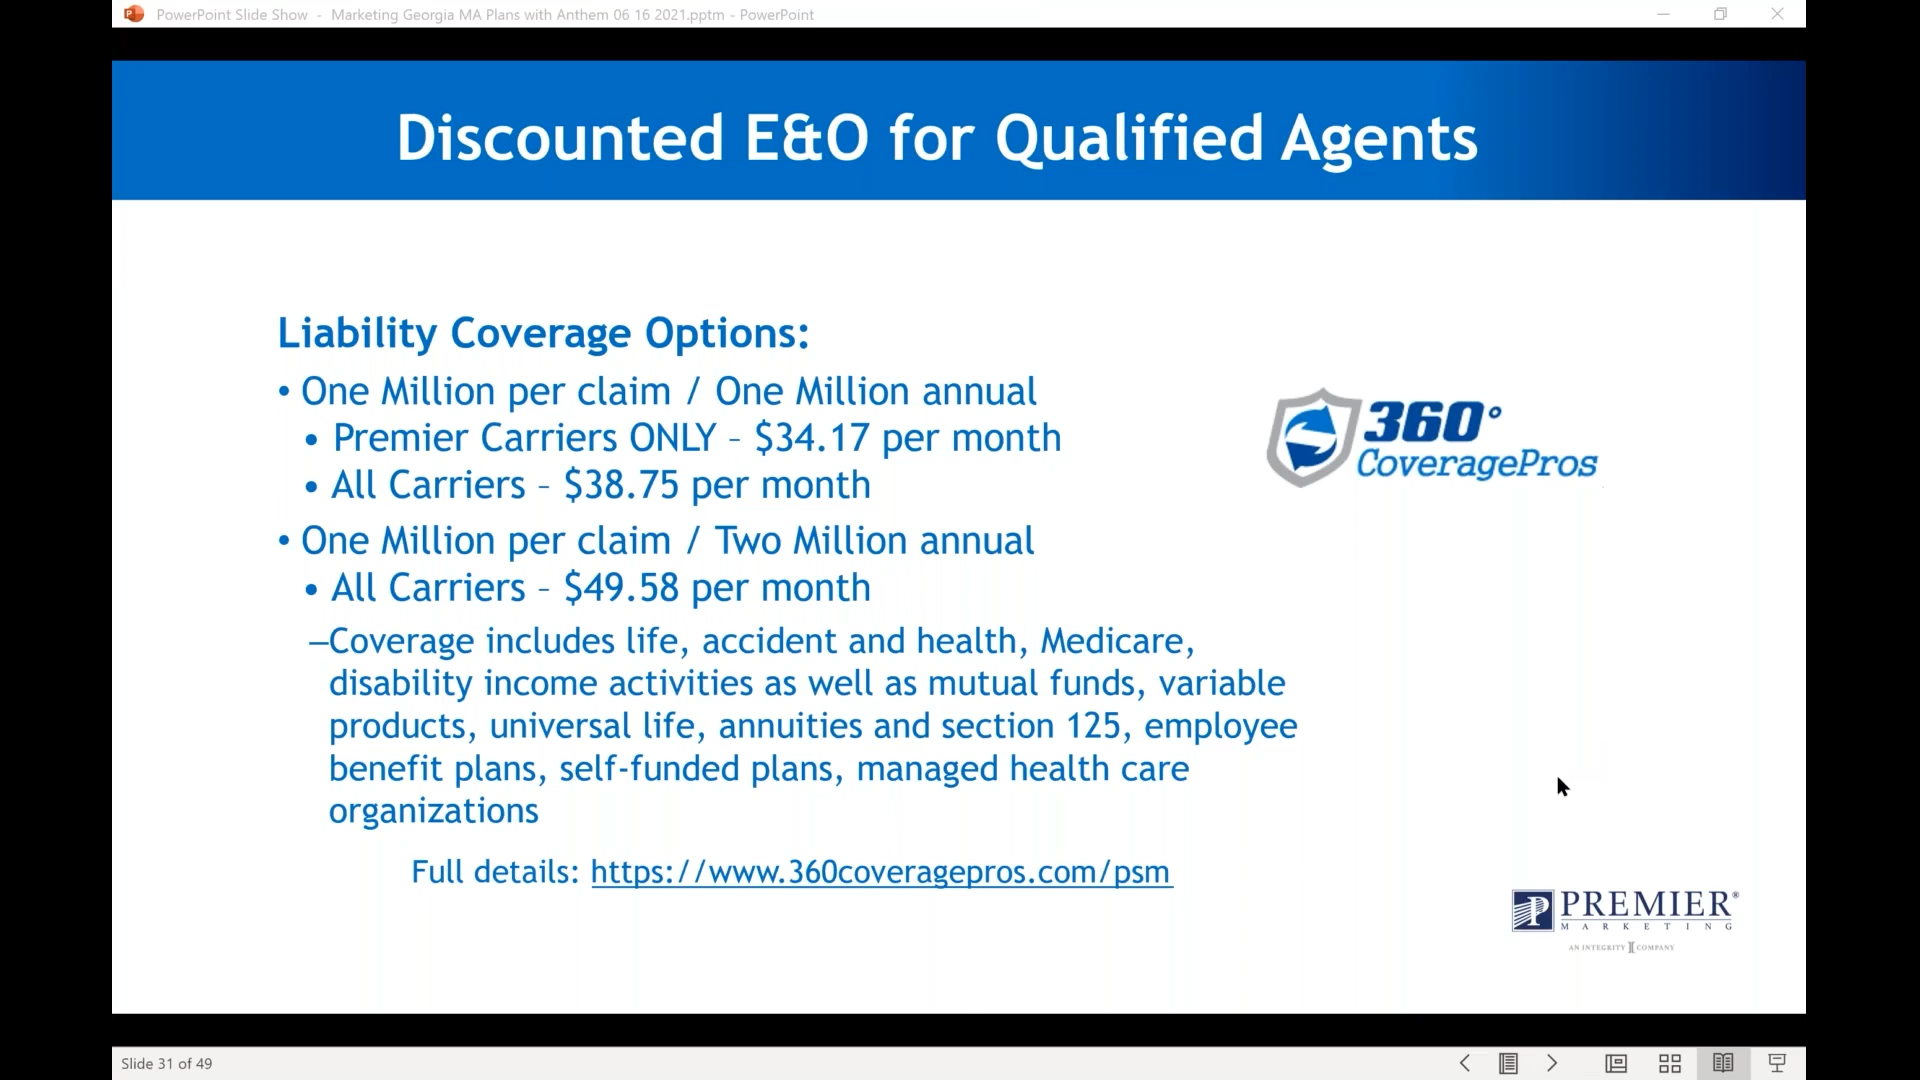 PowerPoint Slide Show - Marketing Georgia MA Plans with Anthem 06 16 2021.pptm - PowerPoint
Discounted E&O for Qualified Agents
Liability Coverage Options:
• One Million per claim / One Million annual
• Premier Carriers ONLY – $34.17 per month
• All Carriers – $38.75 per month
• One Million per claim / Two Million annual
• All Carriers – $49.58 per month
–Coverage includes life, accident and health, Medicare,
disability income activities as well as mutual funds, variable
products, universal life, annuities and section 125, employee
benefit plans, self-funded plans, managed health care
organizations
Full details: https://www.360coveragepros.com/psm
360°
CoveragePros
PREMIER®
MARKETING
AN INTEGRITY COMPANY
Slide 31 of 49